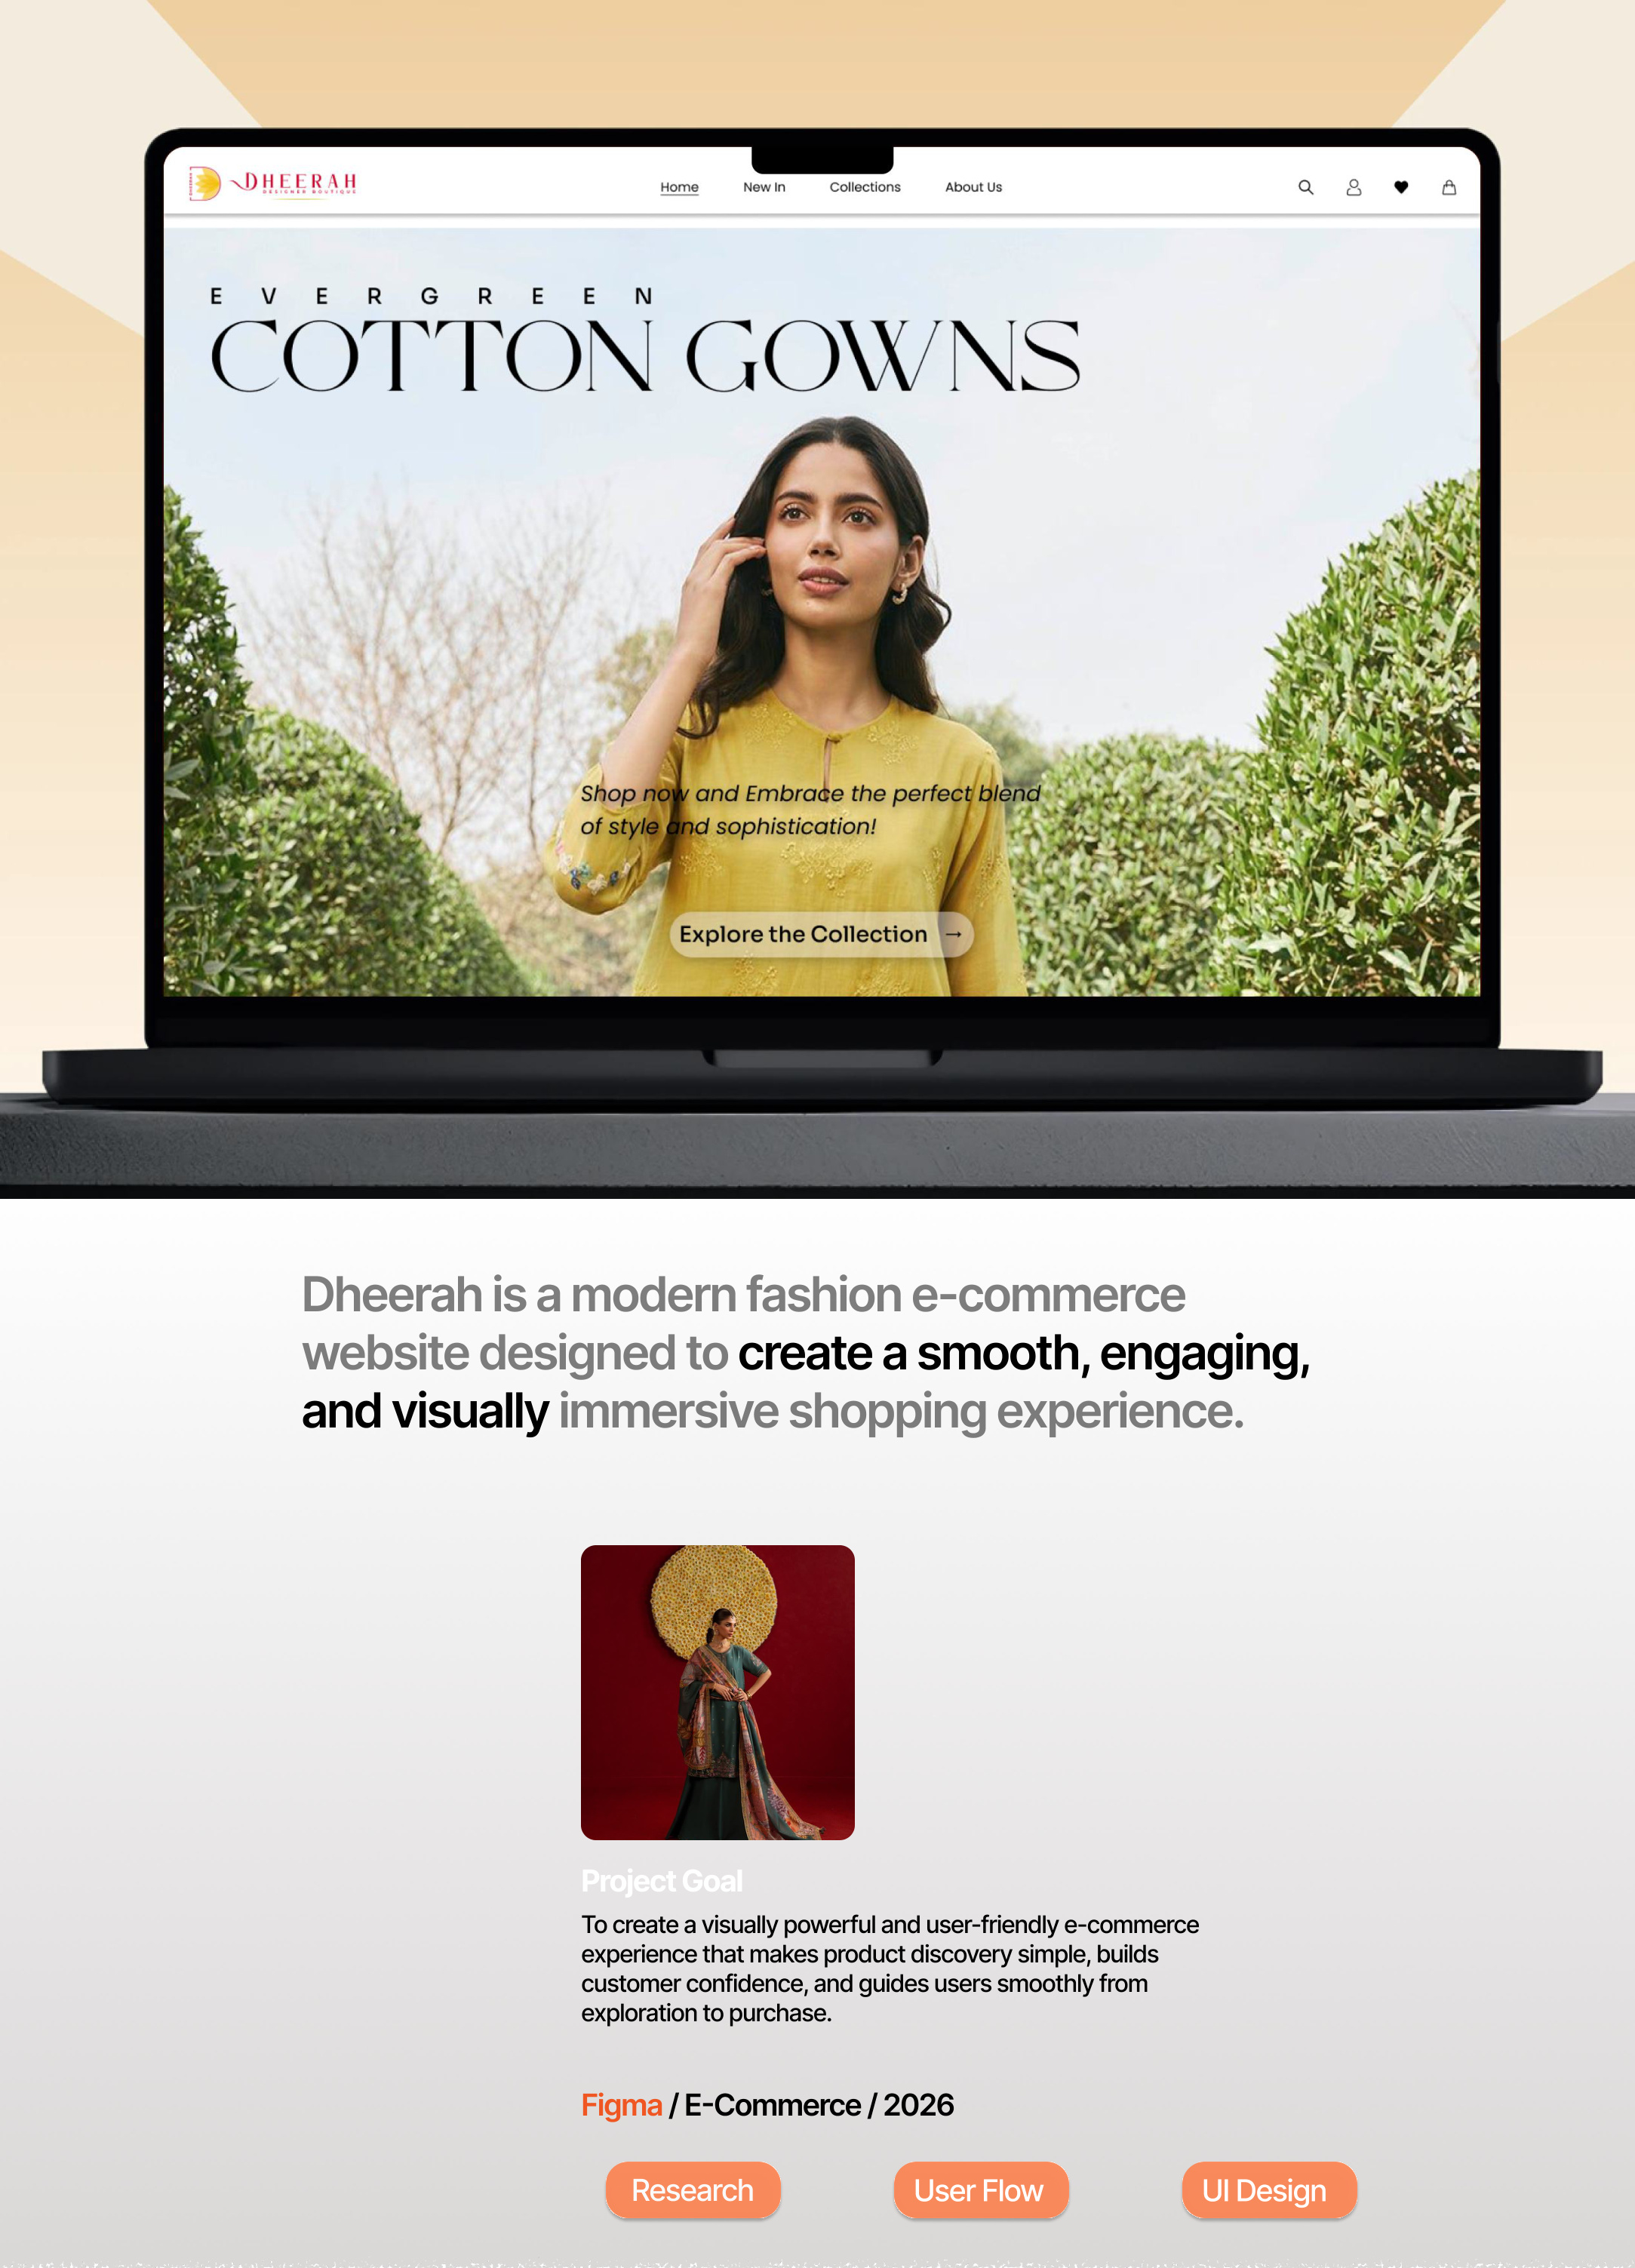 DHEERAH
DESIGNER BOUTIQUE
Home New In Collections About Us
EVERGREEN
COTTON GOWNS
Shop now and Embrace the perfect blend
of style and sophistication!
Explore the Collection →
Dheerah is a modern fashion e-commerce
website designed to create a smooth, engaging,
and visually immersive shopping experience.
Project Goal
To create a visually powerful and user-friendly e-commerce
experience that makes product discovery simple, builds
customer confidence, and guides users smoothly from
exploration to purchase.
Figma / E-Commerce / 2026
Research User Flow UI Design